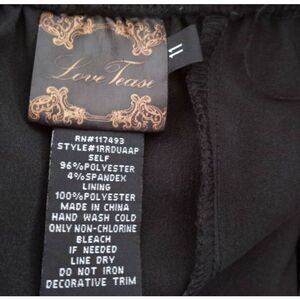 Love Tease
11
RN#117493
STYLE#1RRDUAAP
SELF
96%POLYESTER
4%SPANDEX
LINING
100%POLYESTER
MADE IN CHINA
HAND WASH COLD
ONLY NON-CHLORINE
BLEACH
IF NEEDED
LINE DRY
DO NOT IRON
DECORATIVE TRIM